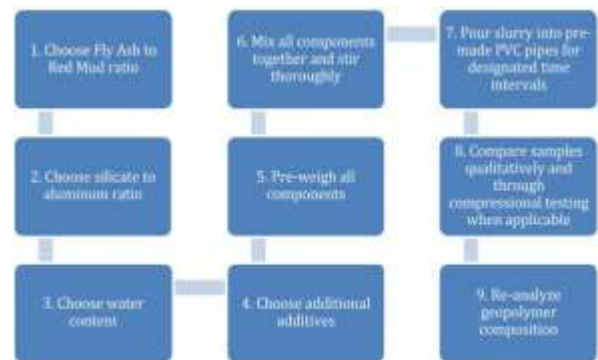 1. Choose Fly Ash to
Red Mud ratio
2. Choose silicate to
aluminum ratio
3. Choose water
content
4. Choose additional
additives
5. Pre-weigh all
components
6. Mix all components
together and stir
thoroughly
7. Pour slurry into pre-
made PVC pipes for
designated time
intervals
8. Compare samples
qualitatively and
through
compressional testing
when applicable
9. Re-analyze
geopolymer
composition